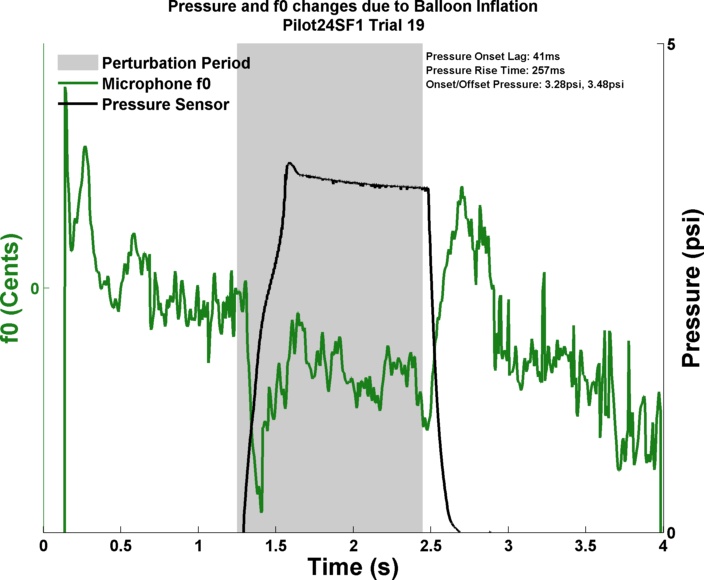 Pressure and f0 changes due to Balloon Inflation
Pilot24SF1 Trial 19
5
Perturbation Period
Microphone f0
Pressure Sensor
Pressure Onset Lag: 41ms
Pressure Rise Time: 257ms
Onset/Offset Pressure: 3.28psi, 3.48psi
f0 (Cents)
0
Pressure (psi)
0
0 0.5 1 1.5 2 2.5 3 3.5 4
Time (s)